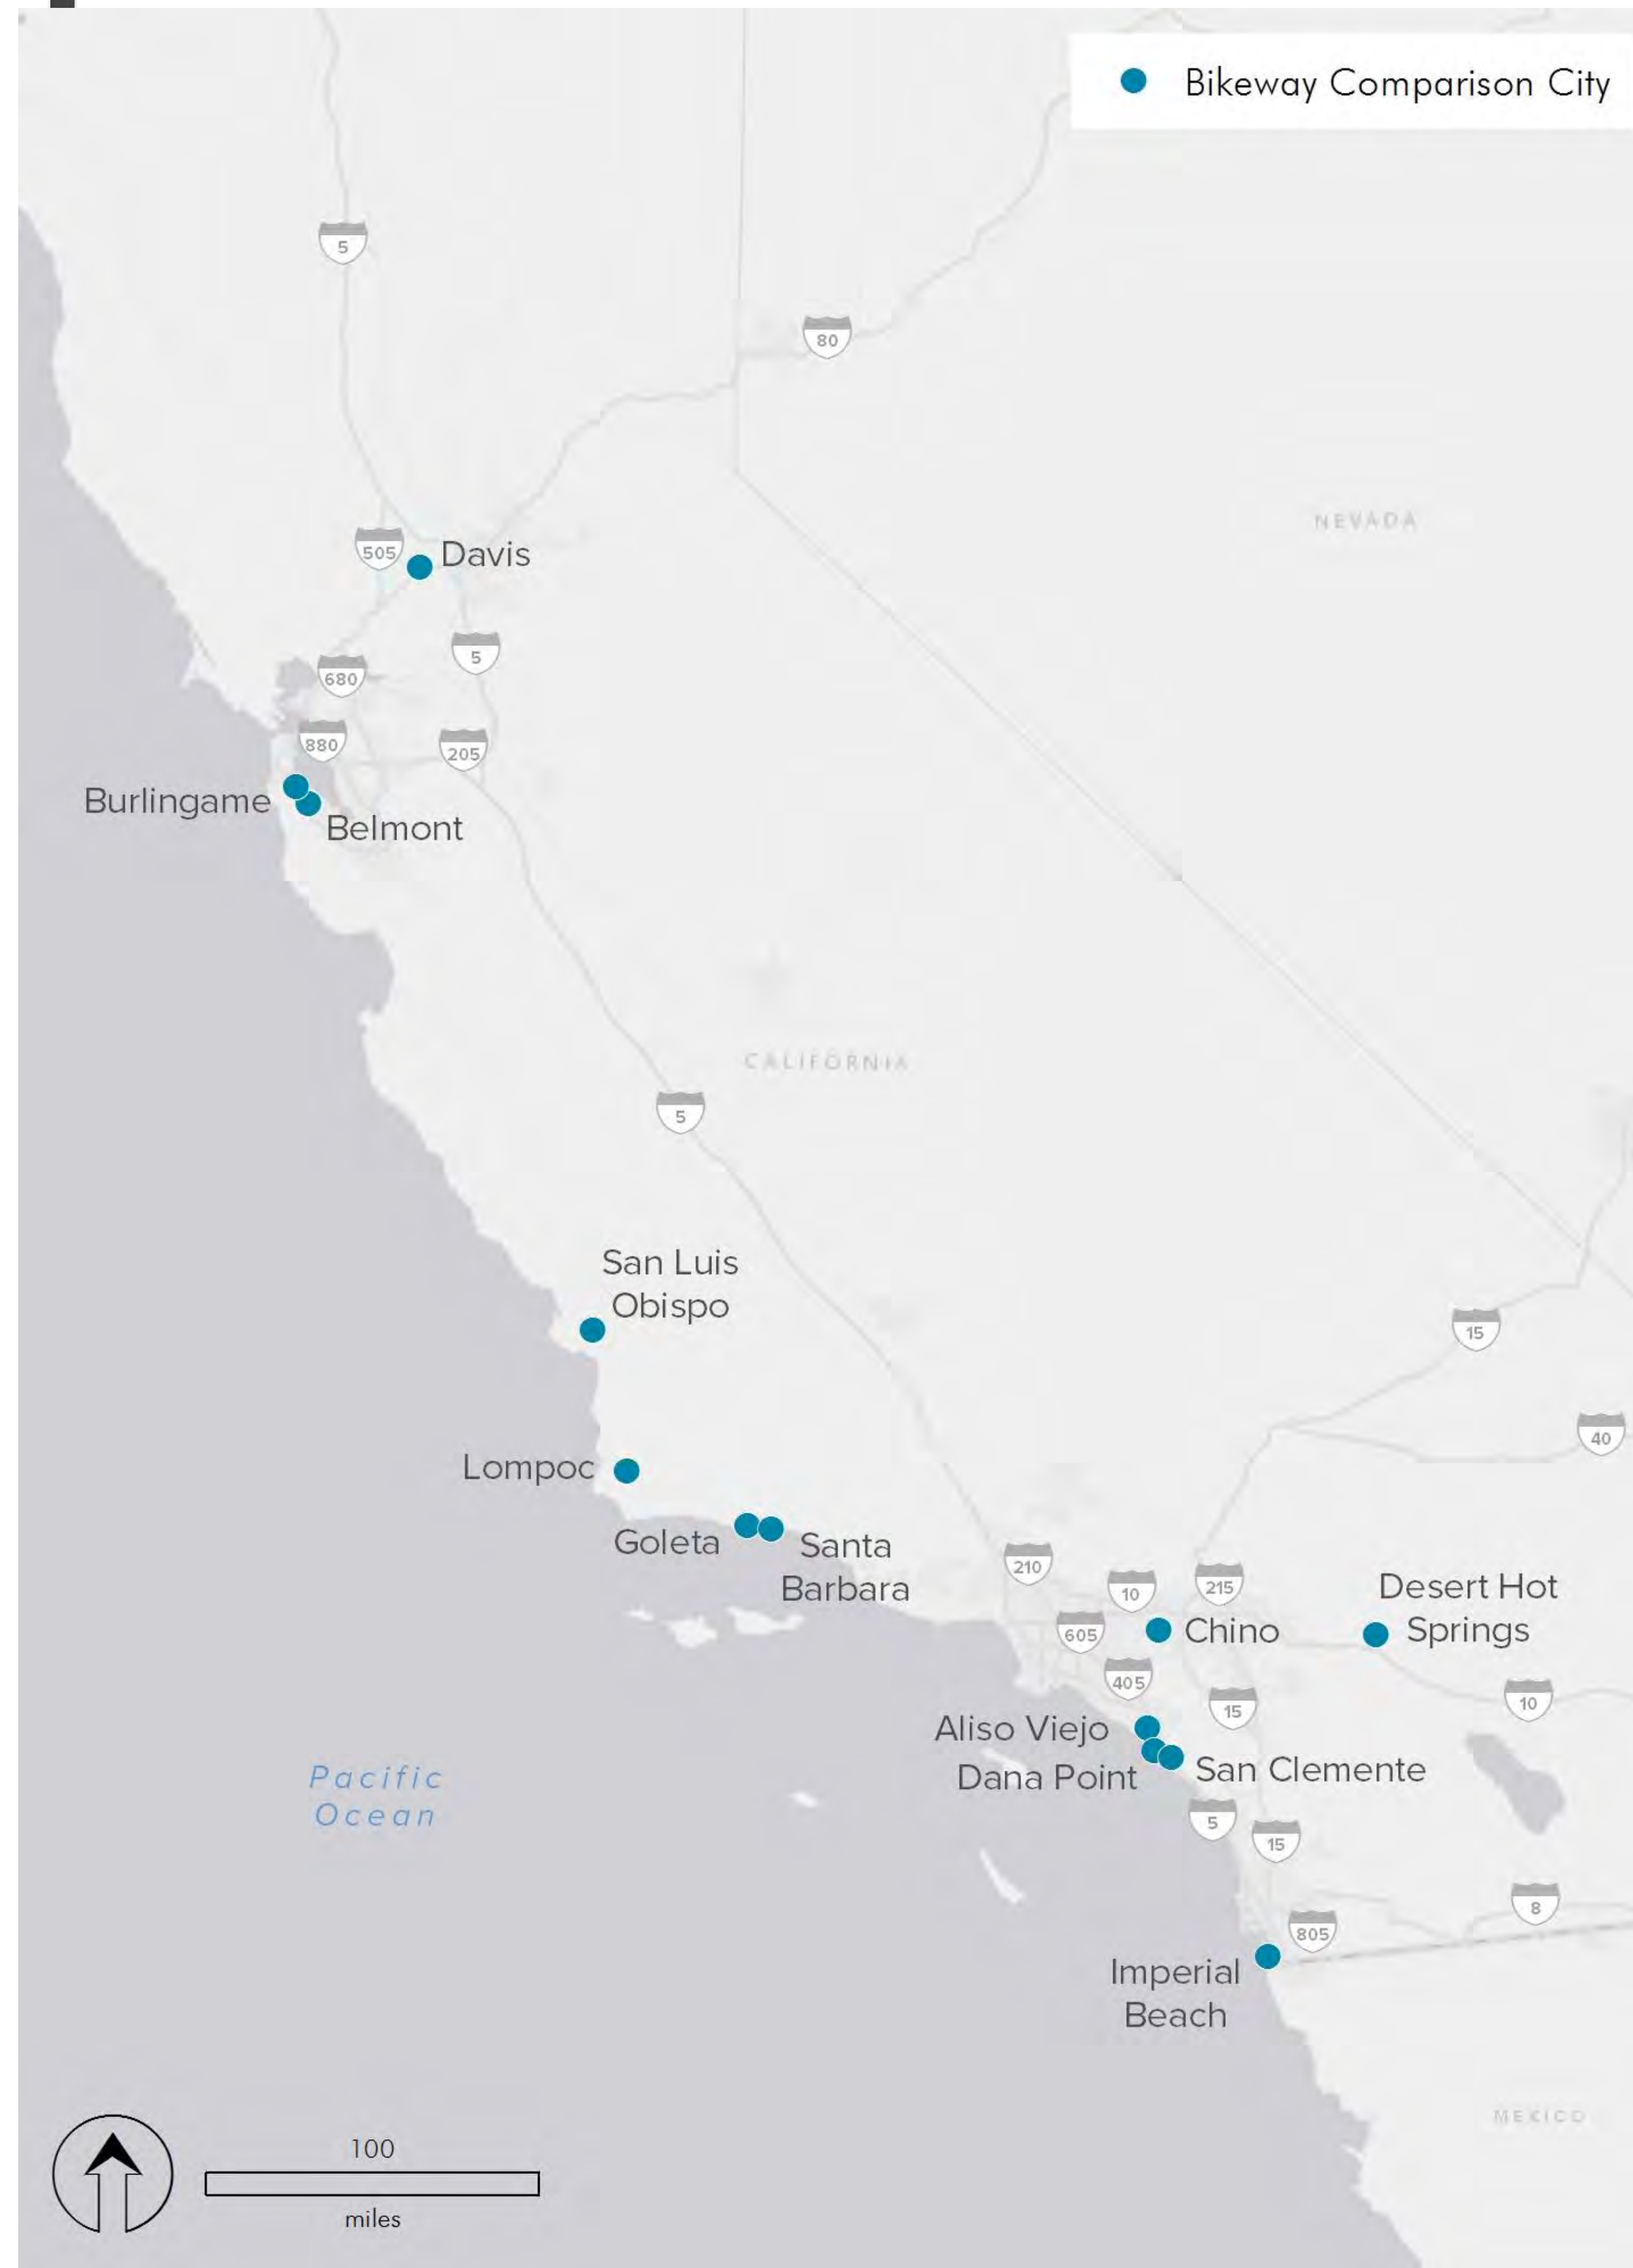 Bikeway Comparison City
5
80
NEVADA
505
Davis
5
680
880
205
Burlingame
Belmont
CALIFORNIA
5
San Luis
Obispo
15
40
Lompoc
Goleta
Santa
Barbara
210
10
215
Desert Hot
Springs
605
Chino
405
10
15
Aliso Viejo
Dana Point
San Clemente
Pacific
Ocean
5
15
8
805
Imperial
Beach
MEXICO
100
miles